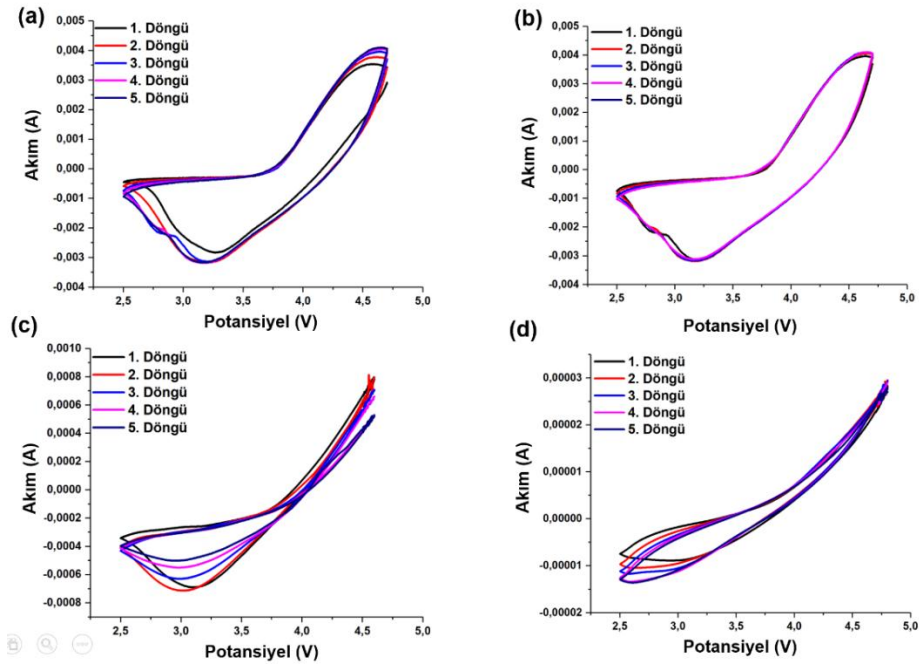 (a)
0,005
0,004
0,003
0,002
0,001
0,000
-0,001
-0,002
-0,003
-0,004
Akım (A)
1. Döngü
2. Döngü
3. Döngü
4. Döngü
5. Döngü
2,5 3,0 3,5 4,0 4,5 5,0
Potansiyel (V)
(b)
0,005
0,004
0,003
0,002
0,001
0,000
-0,001
-0,002
-0,003
-0,004
Akım (A)
1. Döngü
2. Döngü
3. Döngü
4. Döngü
5. Döngü
2,5 3,0 3,5 4,0 4,5 5,0
Potansiyel (V)
(c)
0,0010
0,0008
0,0006
0,0004
0,0002
0,0000
-0,0002
-0,0004
-0,0006
-0,0008
Akım (A)
1. Döngü
2. Döngü
3. Döngü
4. Döngü
5. Döngü
2,5 3,0 3,5 4,0 4,5 5,0
Potansiyel (V)
(d)
0,00003
0,00002
0,00001
0,00000
-0,00001
-0,00002
Akım (A)
1. Döngü
2. Döngü
3. Döngü
4. Döngü
5. Döngü
2,5 3,0 3,5 4,0 4,5 5,0
Potansiyel (V)